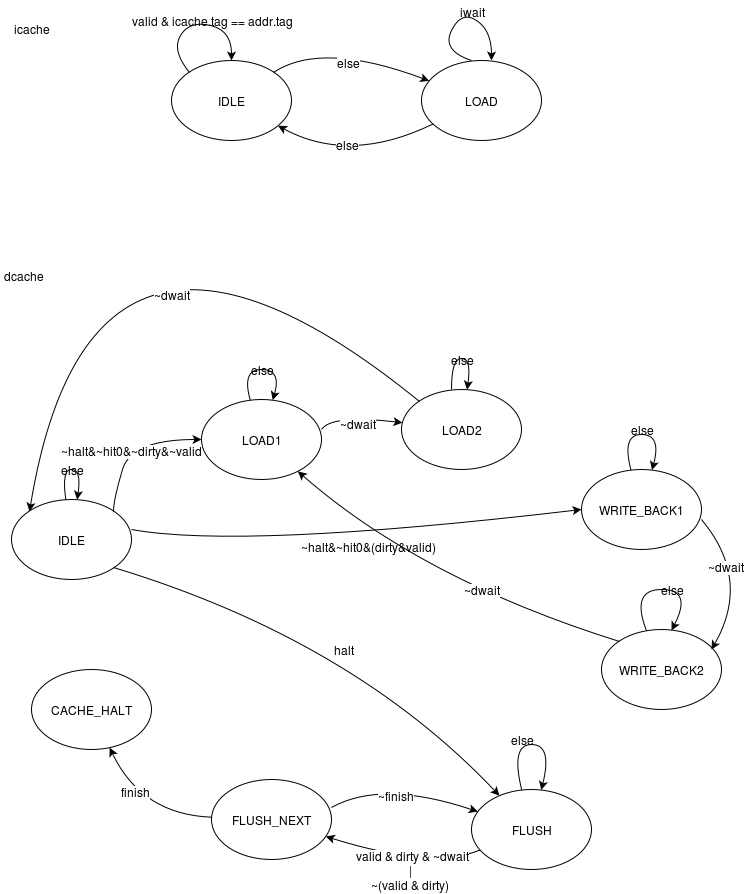 icache
valid & icache.tag == addr.tag
iwait
else
IDLE
LOAD
else
dcache
~dwait
else
else
LOAD1
~dwait
LOAD2
~halt&~hit0&~dirty&~valid
else
else
IDLE
WRITE_BACK1
~halt&~hit0&(dirty&valid)
~dwait
~dwait
else
WRITE_BACK2
halt
CACHE_HALT
else
finish
~finish
FLUSH_NEXT
FLUSH
valid & dirty & ~dwait
|
~(valid & dirty)